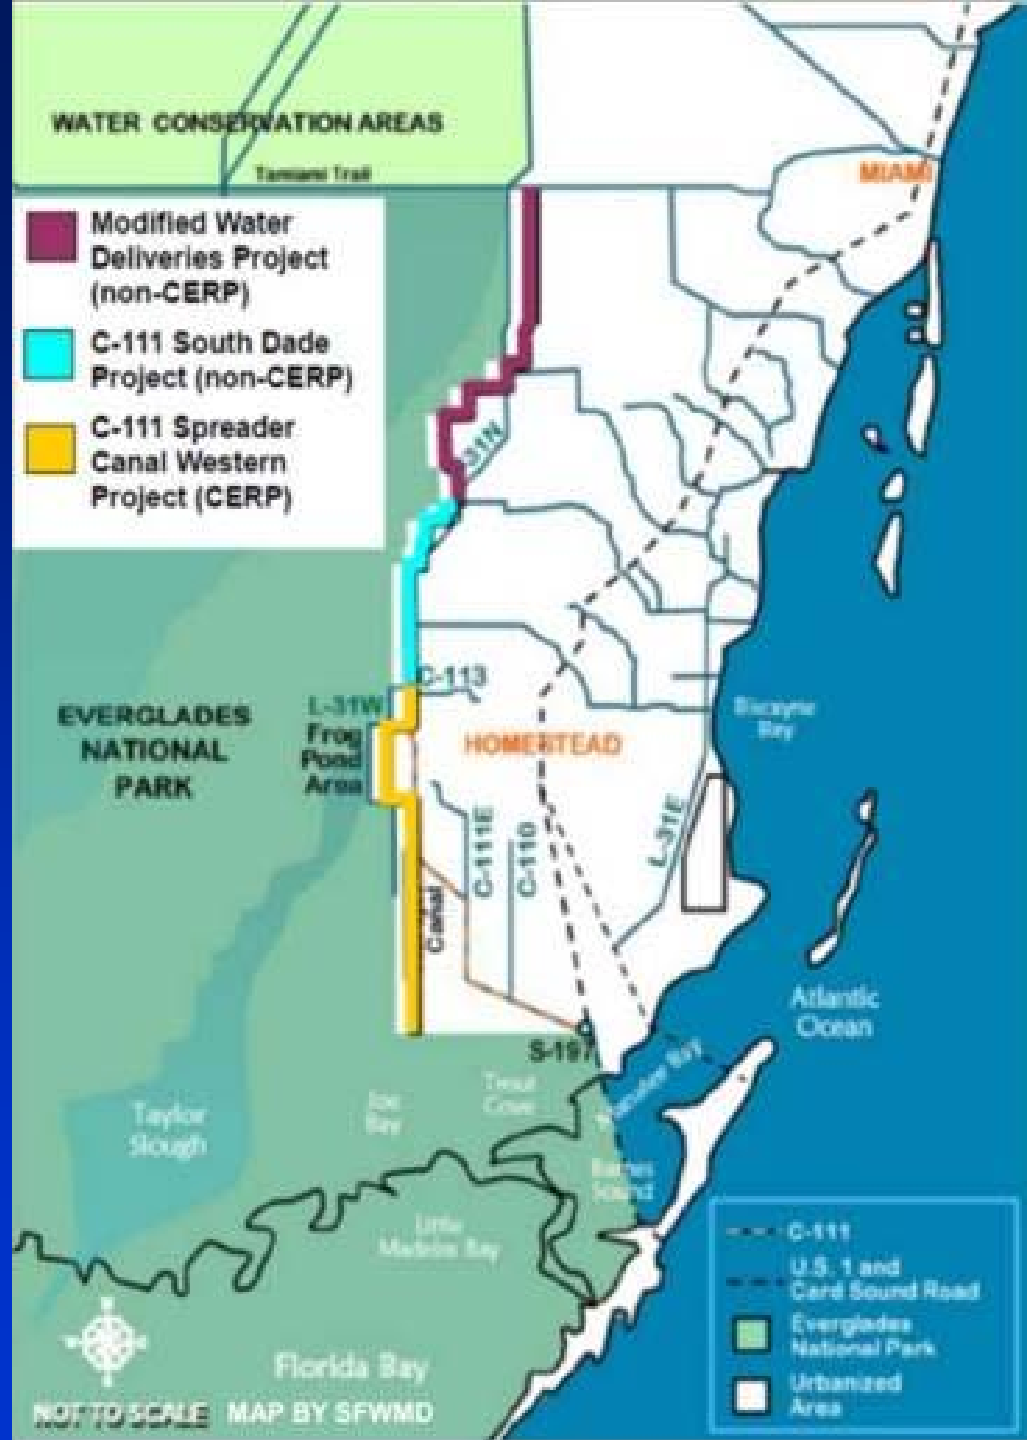 WATER CONSERVATION AREAS
Tamiami Trail
MIAMI
Modified Water
Deliveries Project
(non-CERP)
C-111 South Dade
Project (non-CERP)
C-111 Spreader
Canal Western
Project (CERP)
31N
C-113
L-31W
Frog
Pond
Area
EVERGLADES
NATIONAL
PARK
HOMESTEAD
Biscayne
Bay
L-31E
C-111E
C-110
Canal
Atlantic
Ocean
S-197
Manatee Bay
Trout
Cove
Joe
Bay
Taylor
Slough
Barnes
Sound
Little
Madeira Bay
C-111
U.S. 1 and
Card Sound Road
Everglades
National Park
Urbanized
Area
Florida Bay
NOT TO SCALE MAP BY SFWMD